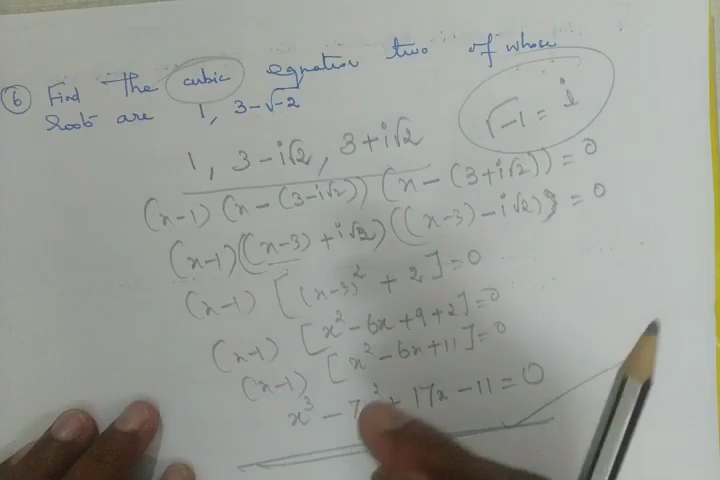 6 Find the cubic equation two of whose
roots are 1, 3-√-2
√-1 = i
1, 3-i√2, 3+i√2
(x-1) (x-(3-i√2)) (x-(3+i√2)) = 0
(x-1)((x-3)+i√2)((x-3)-i√2)} = 0
(x-1) [(x-3)² + 2] = 0
(x-1) [x²-6x+9+2] = 0
(x-1) [x²-6x+11] = 0
x³ - 7x² + 17x - 11 = 0